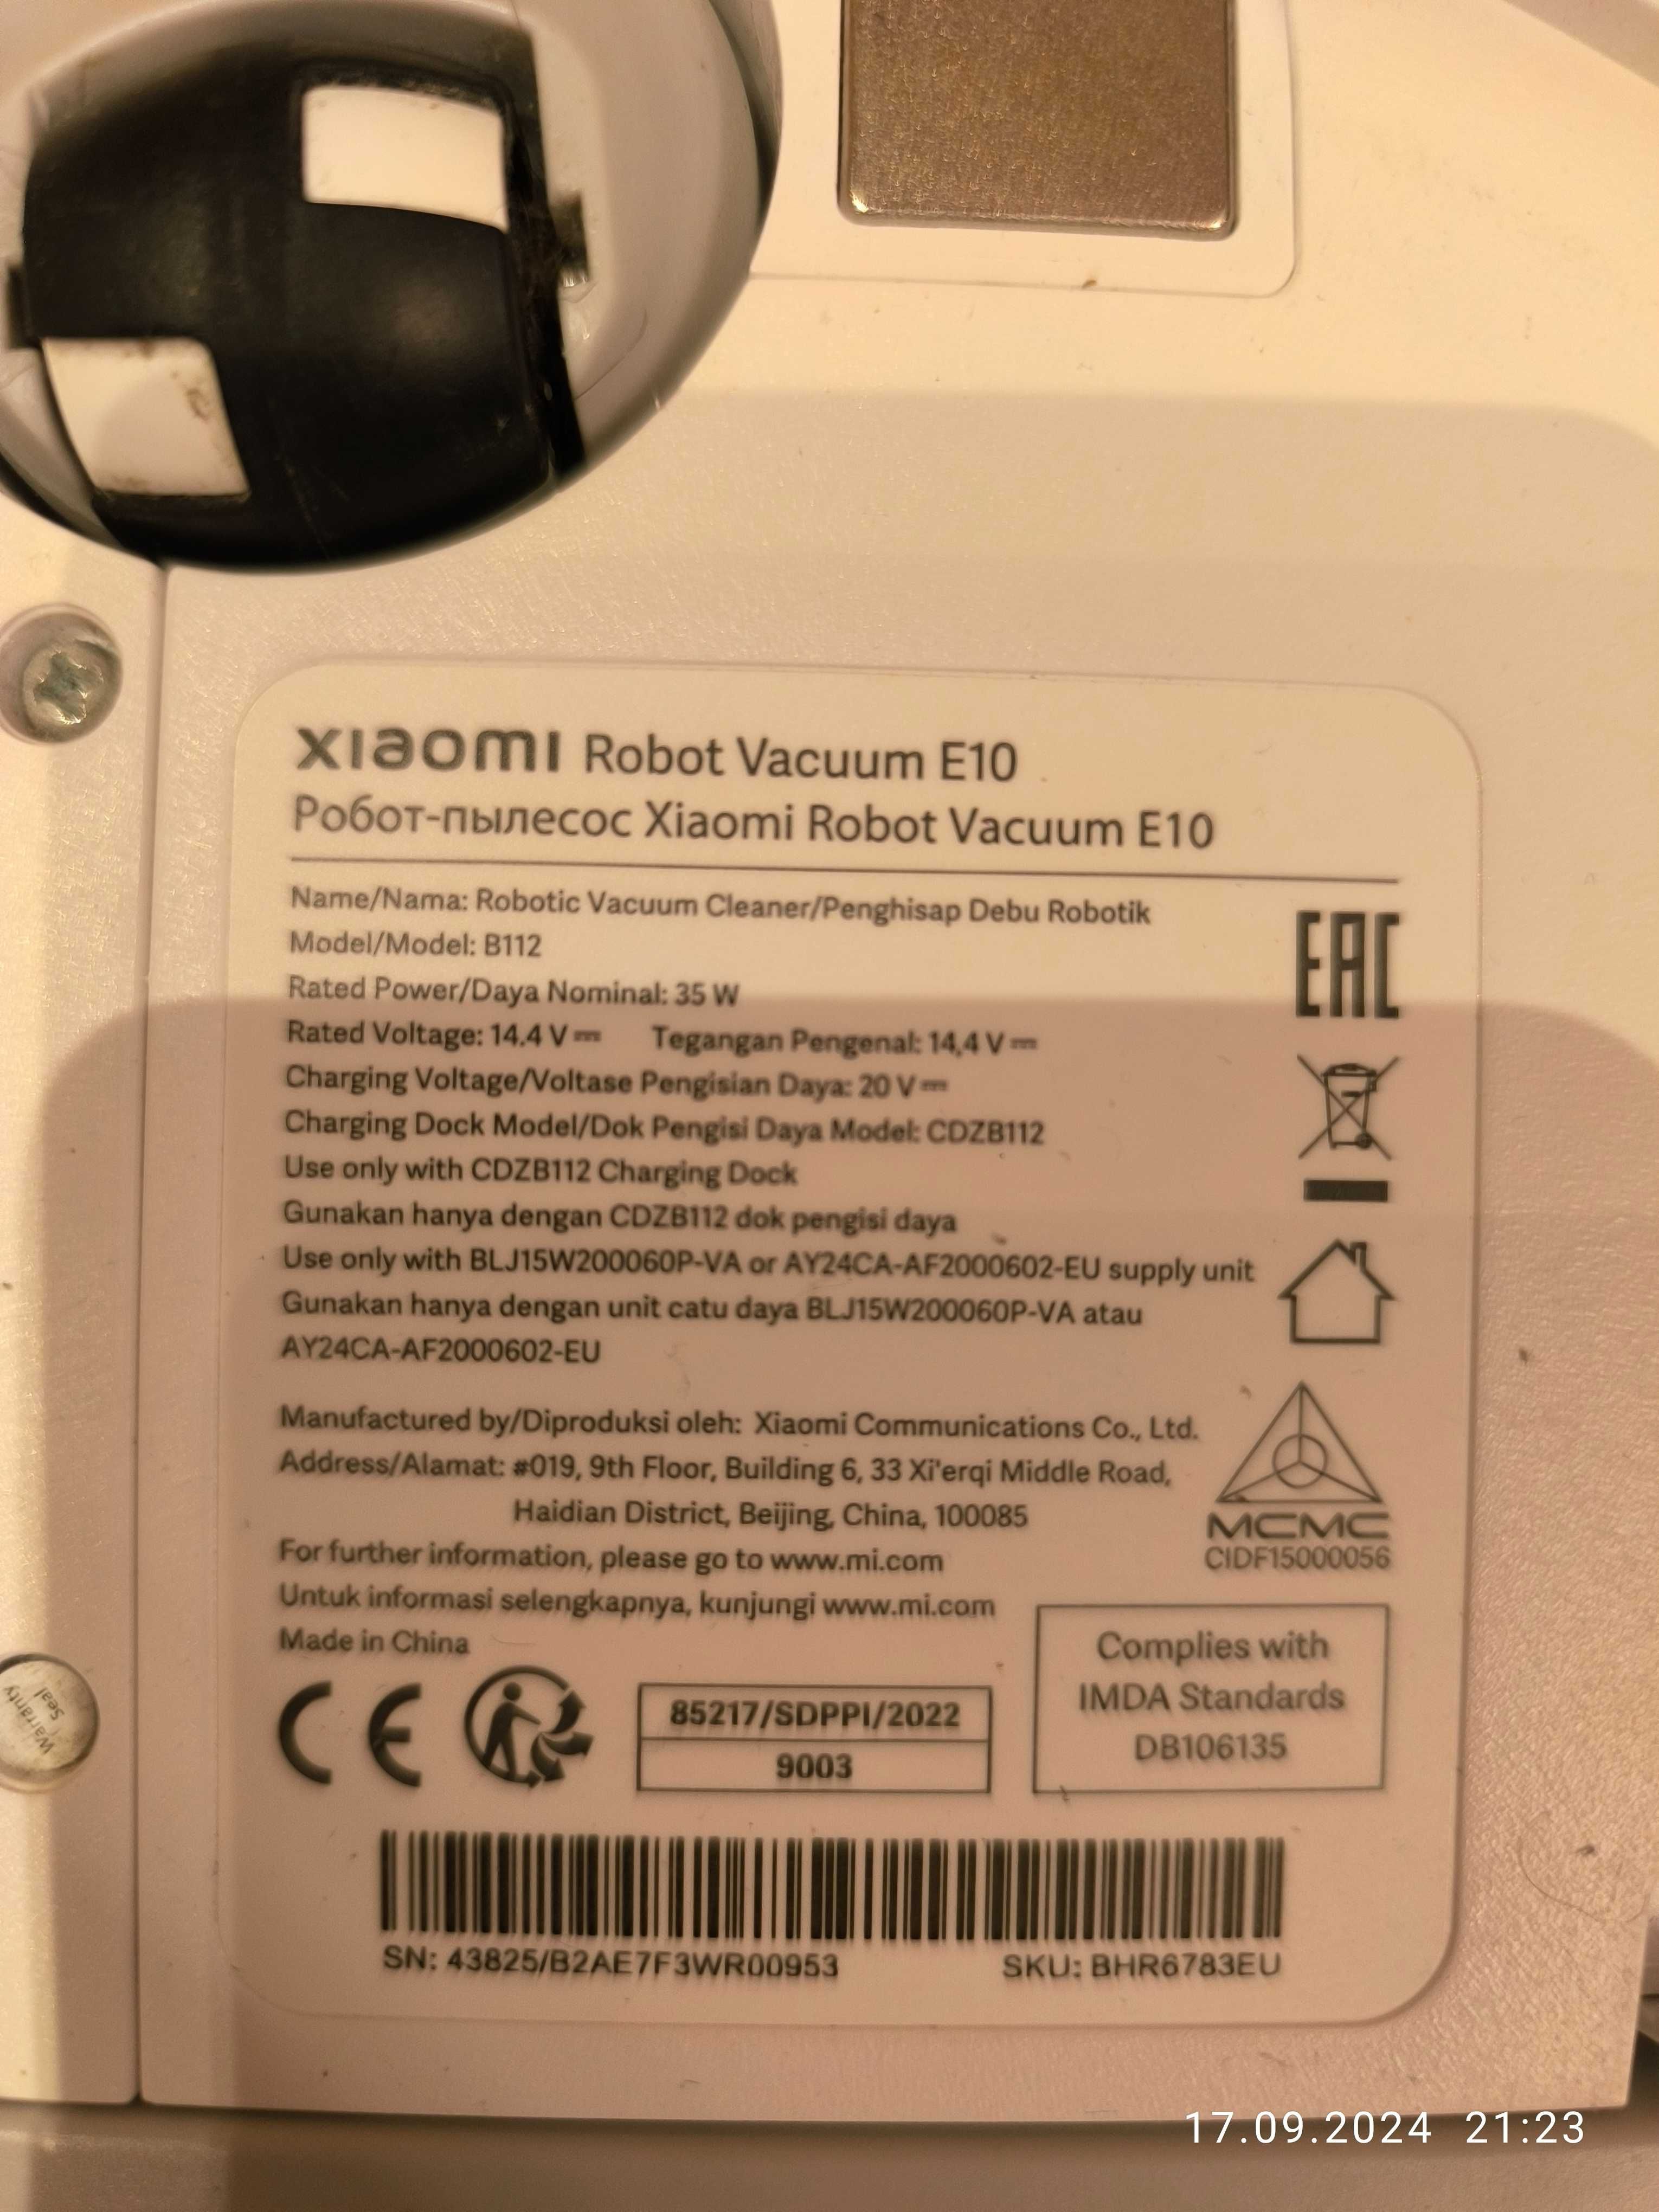 xiaomi Robot Vacuum E10
Робот-пылесос Xiaomi Robot Vacuum E10
Name/Nama: Robotic Vacuum Cleaner/Penghisap Debu Robotik
Model/Model: B112
Rated Power/Daya Nominal: 35 W
Rated Voltage: 14.4 V⎓ Tegangan Pengenal: 14,4 V⎓
Charging Voltage/Voltase Pengisian Daya: 20 V⎓
Charging Dock Model/Dok Pengisi Daya Model: CDZB112
Use only with CDZB112 Charging Dock
Gunakan hanya dengan CDZB112 dok pengisi daya
Use only with BLJ15W200060P-VA or AY24CA-AF2000602-EU supply unit
Gunakan hanya dengan unit catu daya BLJ15W200060P-VA atau
AY24CA-AF2000602-EU
Manufactured by/Diproduksi oleh: Xiaomi Communications Co., Ltd.
Address/Alamat: #019, 9th Floor, Building 6, 33 Xi'erqi Middle Road,
Haidian District, Beijing, China, 100085
For further information, please go to www.mi.com
Untuk informasi selengkapnya, kunjungi www.mi.com
Made in China
EAC
MCMC
CIDF15000056
CE
85217/SDPPI/2022
9003
Complies with
IMDA Standards
DB106135
SN: 43825/B2AE7F3WR00953 SKU: BHR6783EU
Warranty
Seal
17.09.2024 21:23